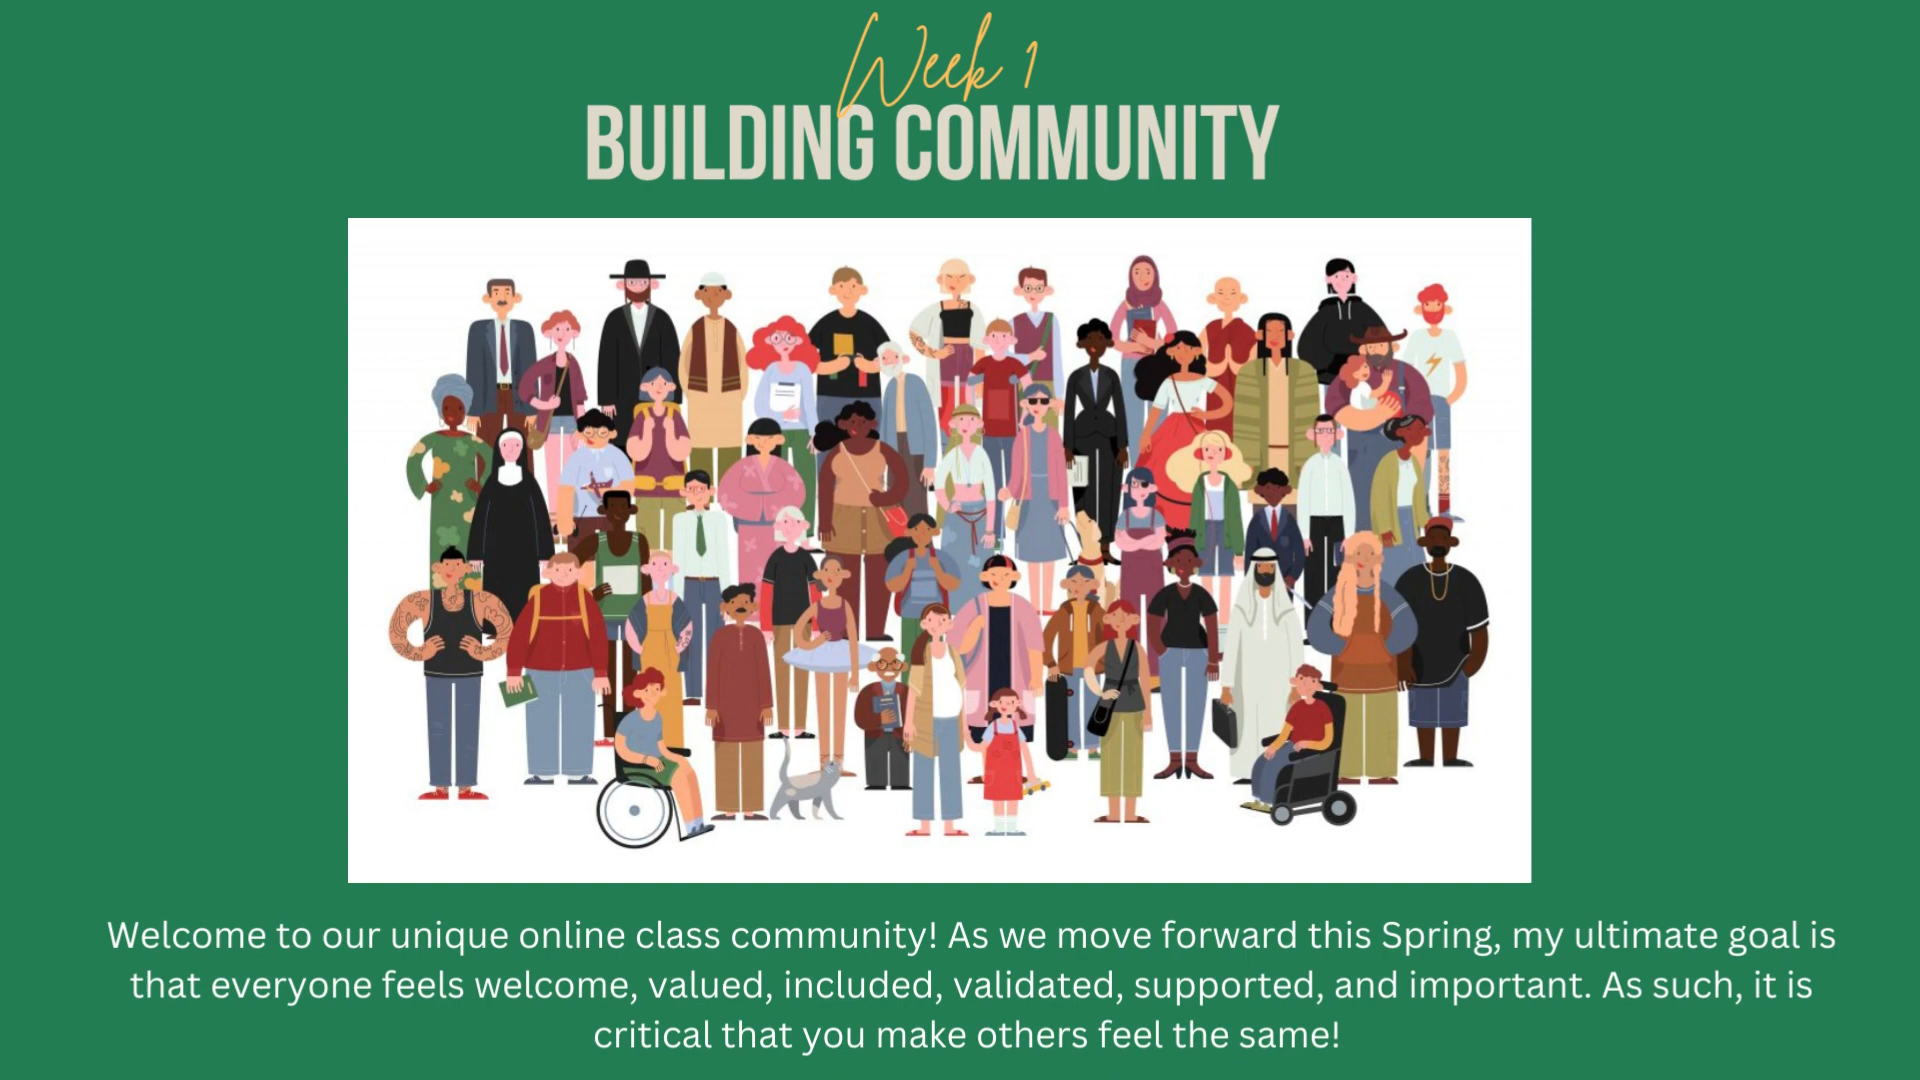 Week 1
BUILDING COMMUNITY
Welcome to our unique online class community! As we move forward this Spring, my ultimate goal is
that everyone feels welcome, valued, included, validated, supported, and important. As such, it is
critical that you make others feel the same!